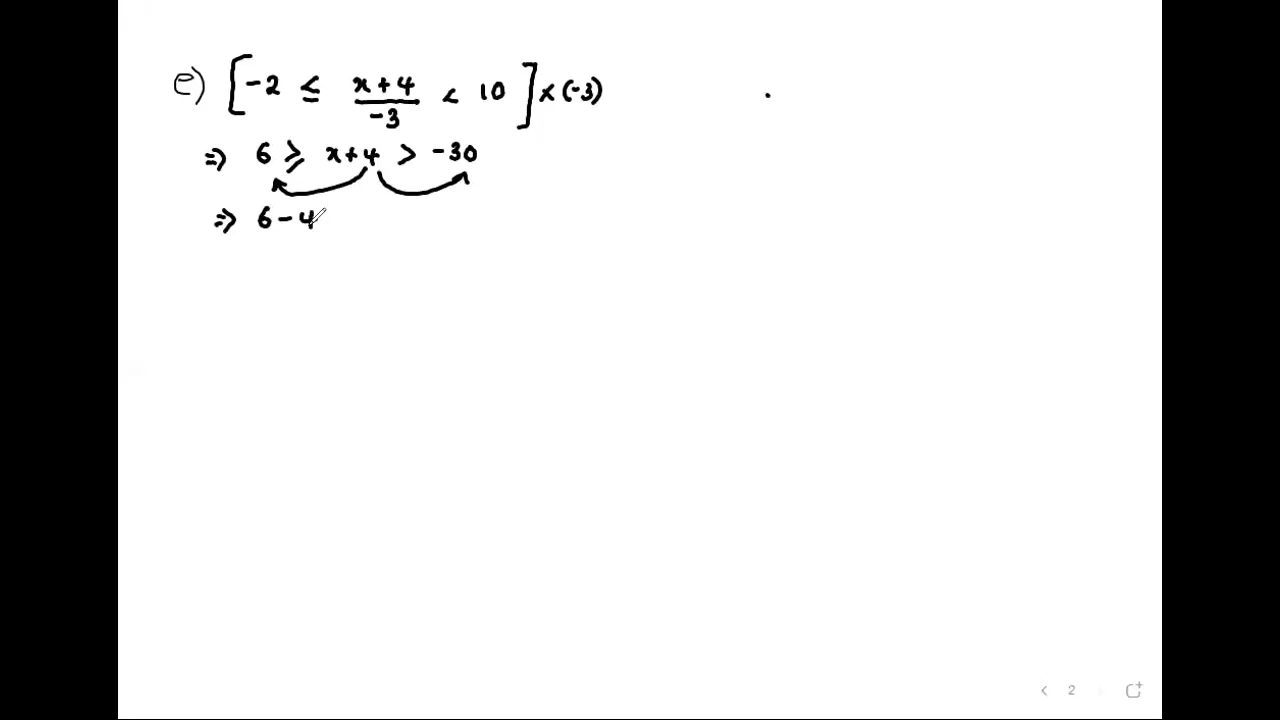 e) [-2 ≤ x+4/-3 < 10] × (-3)
⇒ 6 ≥ x+4 > -30
⇒ 6-4
2